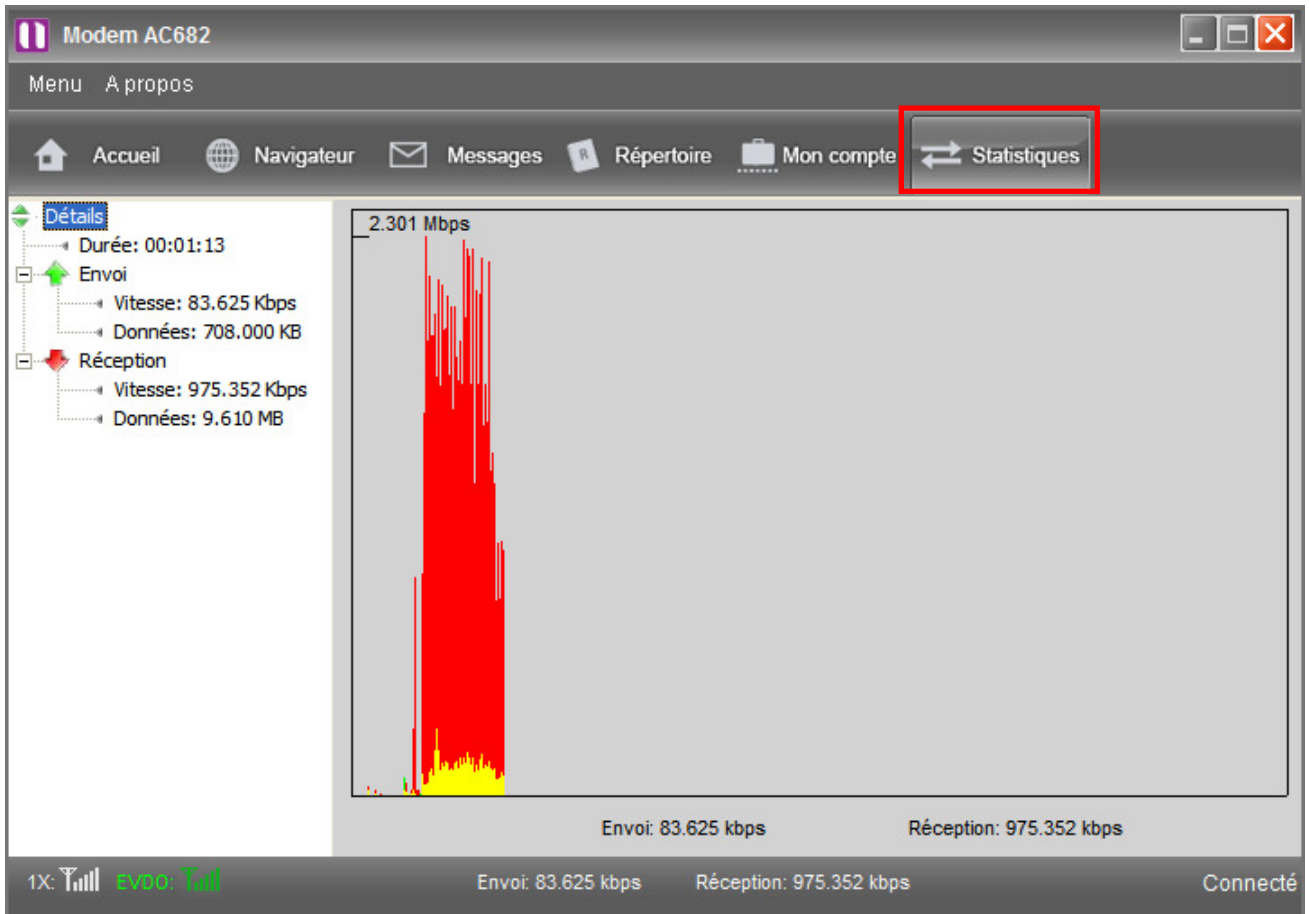 Modem AC682
Menu A propos
Accueil Navigateur Messages R Répertoire Mon compte Statistiques
Détails
Durée: 00:01:13
Envoi
Vitesse: 83.625 Kbps
Données: 708.000 KB
Réception
Vitesse: 975.352 Kbps
Données: 9.610 MB
2.301 Mbps
Envoi: 83.625 kbps Réception: 975.352 kbps
1X: EVDO: Envoi: 83.625 kbps Réception: 975.352 kbps Connecté